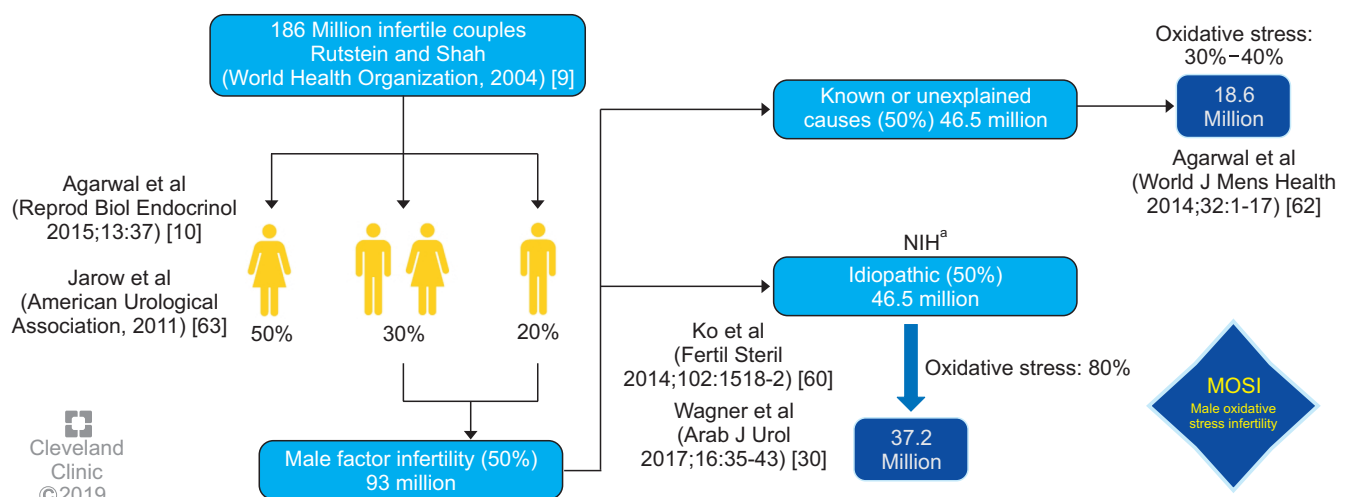 186 Million infertile couples
Rutstein and Shah
(World Health Organization, 2004) [9]
Agarwal et al
(Reprod Biol Endocrinol
2015;13:37) [10]
Jarow et al
(American Urological
Association, 2011) [63]
50%
30%
20%
Male factor infertility (50%)
93 million
Known or unexplained
causes (50%) 46.5 million
Oxidative stress:
30%−40%
18.6
Million
Agarwal et al
(World J Mens Health
2014;32:1-17) [62]
NIHᵃ
Idiopathic (50%)
46.5 million
Ko et al
(Fertil Steril
2014;102:1518-2) [60]
Wagner et al
(Arab J Urol
2017;16:35-43) [30]
Oxidative stress: 80%
37.2
Million
MOSI
Male oxidative
stress infertility
Cleveland
Clinic
©2019